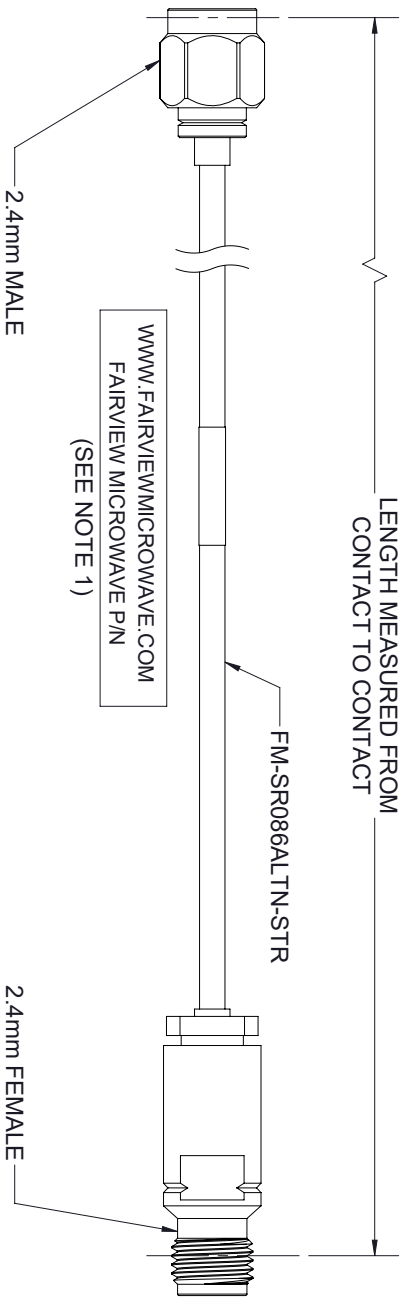 LENGTH MEASURED FROM
CONTACT TO CONTACT
FM-SR086ALTN-STR
WWW.FAIRVIEWMICROWAVE.COM
FAIRVIEW MICROWAVE P/N
(SEE NOTE 1)
2.4mm MALE
2.4mm FEMALE